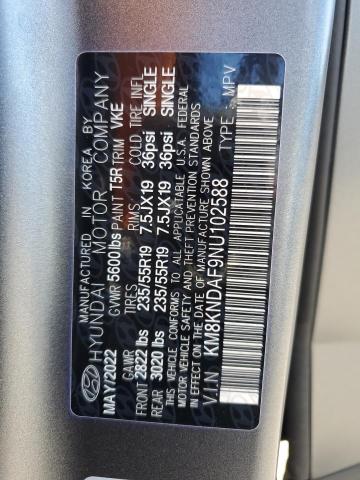 MANUFACTURED IN KOREA BY
HYUNDAI MOTOR COMPANY
MAY/2022 GVWR 5600 lbs PAINT T5R TRIM VKE
GAWR TIRES RIMS COLD TIRE INFL
FRONT 2822 lbs 235/55R19 7.5JX19 36psi SINGLE
REAR 3020 lbs 235/55R19 7.5JX19 36psi SINGLE
THIS VEHICLE CONFORMS TO ALL APPLICABLE U.S.A. FEDERAL
MOTOR VEHICLE SAFETY AND THEFT PREVENTION STANDARDS
IN EFFECT ON THE DATE OF MANUFACTURE SHOWN ABOVE
V.I.N : KM8KNDAF9NU102588 TYPE : MPV